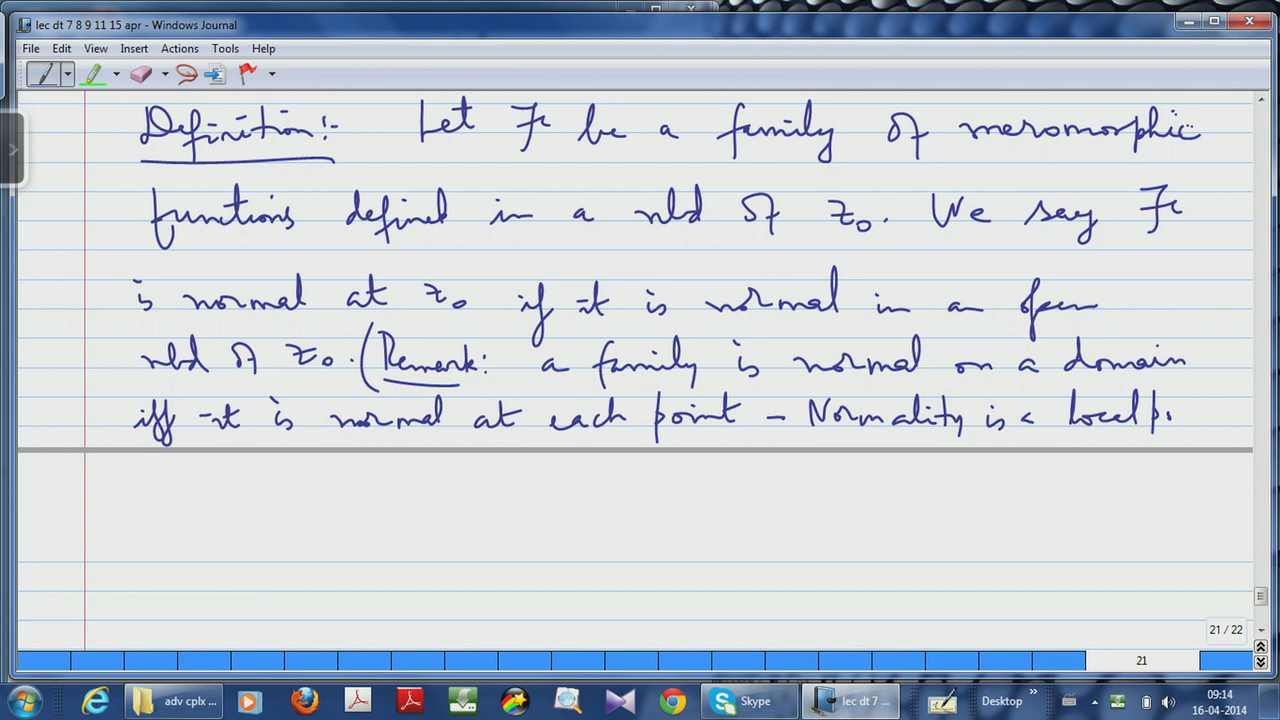 lec dt 7 8 9 11 15 apr - Windows Journal
File Edit View Insert Actions Tools Help
Definition:- Let F be a family of meromorphic
functions defined in a nbd of z₀. We say F
is normal at z₀ if it is normal in an open
nbd of z₀. (Remark: a family is normal on a domain
iff it is normal at each point – Normality is a local p.
21 / 22
21
adv cplx ...
Skype
lec dt 7 ...
Desktop
09:14
16-04-2014